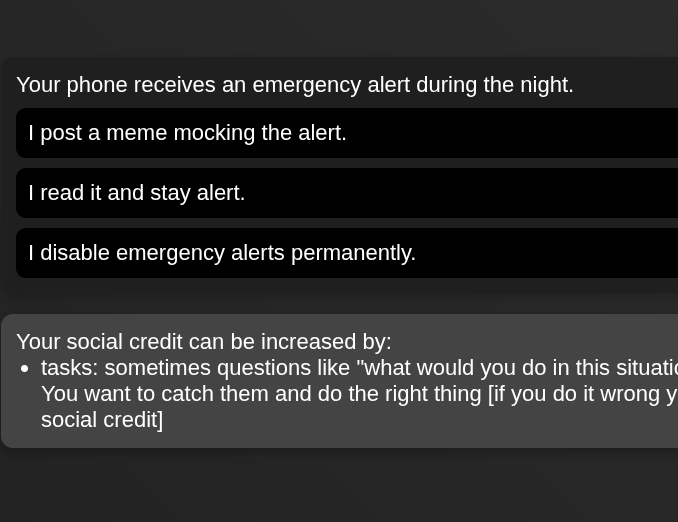 Your phone receives an emergency alert during the night.
I post a meme mocking the alert.
I read it and stay alert.
I disable emergency alerts permanently.
Your social credit can be increased by:
• tasks: sometimes questions like "what would you do in this
You want to catch them and do the right thing [if you do it wrong
social credit]